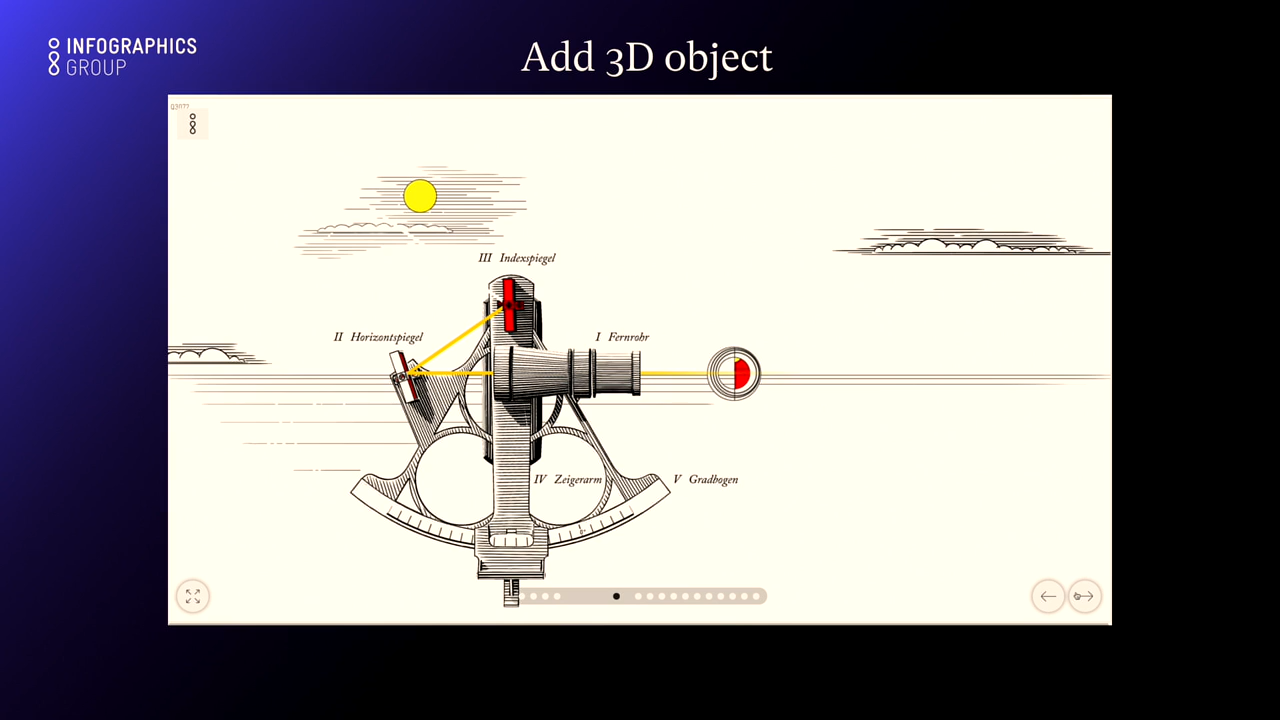 INFOGRAPHICS
GROUP
Add 3D object
III Indexspiegel
II Horizontspiegel
I Fernrohr
IV Zeigerarm
V Gradbogen